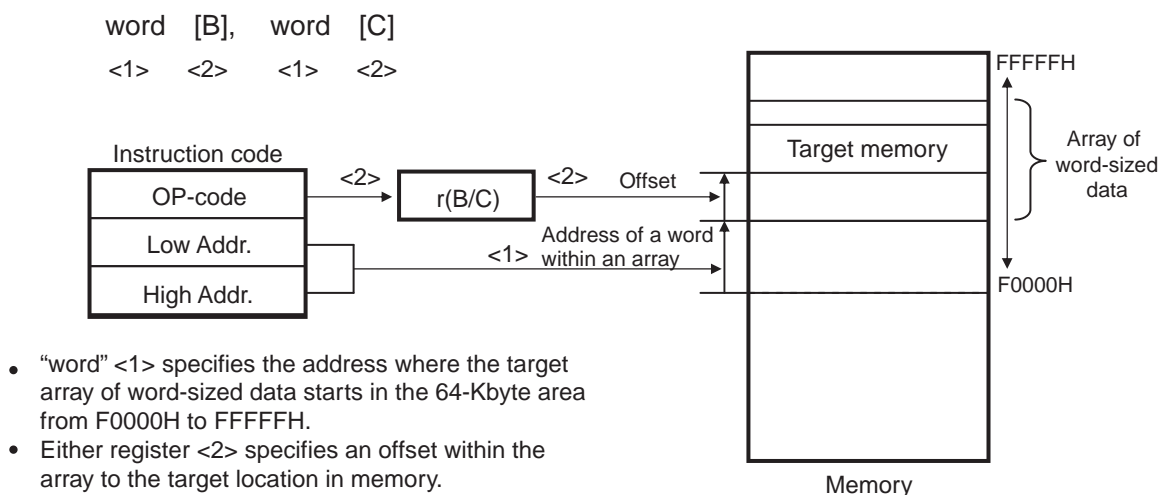 word [B], word [C]
<1> <2> <1> <2>
Instruction code
OP-code
Low Addr.
High Addr.
<2>
r(B/C)
<2>
Offset
<1>
Address of a word
within an array
Target memory
FFFFFH
Array of
word-sized
data
F0000H
Memory
• “word” <1> specifies the address where the target
array of word-sized data starts in the 64-Kbyte area
from F0000H to FFFFFH.
• Either register <2> specifies an offset within the
array to the target location in memory.